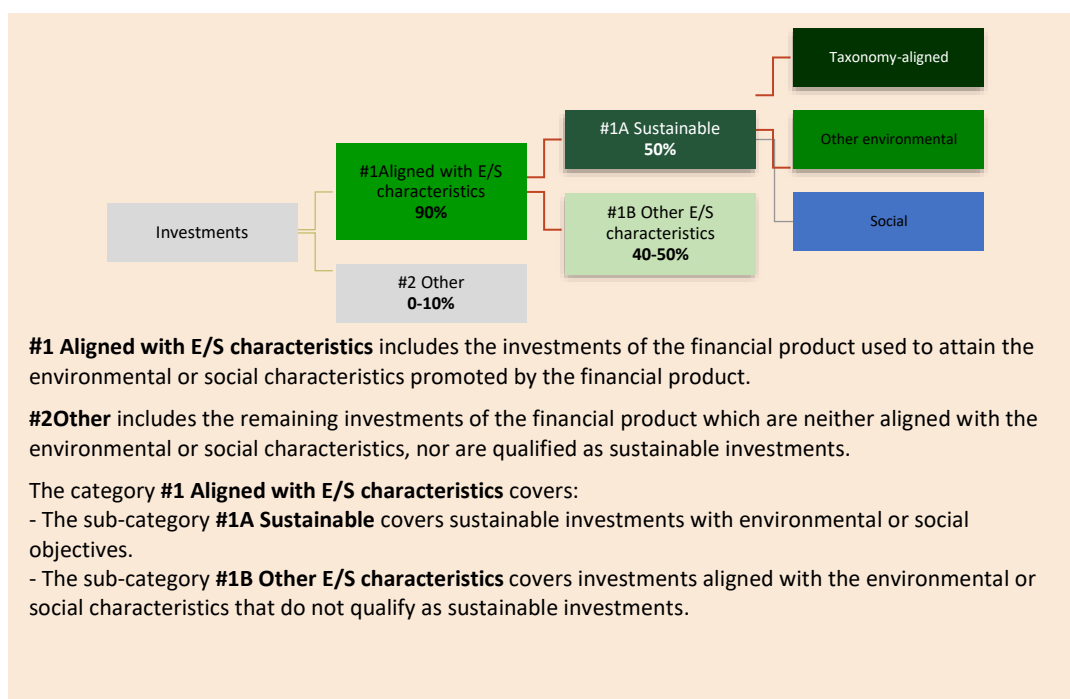 Taxonomy-aligned
#1A Sustainable
50%
Other environmental
#1Aligned with E/S
characteristics
90%
#1B Other E/S
characteristics
40-50%
Social
Investments
#2 Other
0-10%
#1 Aligned with E/S characteristics includes the investments of the financial product used to attain the
environmental or social characteristics promoted by the financial product.
#2Other includes the remaining investments of the financial product which are neither aligned with the
environmental or social characteristics, nor are qualified as sustainable investments.
The category #1 Aligned with E/S characteristics covers:
- The sub-category #1A Sustainable covers sustainable investments with environmental or social
objectives.
- The sub-category #1B Other E/S characteristics covers investments aligned with the environmental or
social characteristics that do not qualify as sustainable investments.